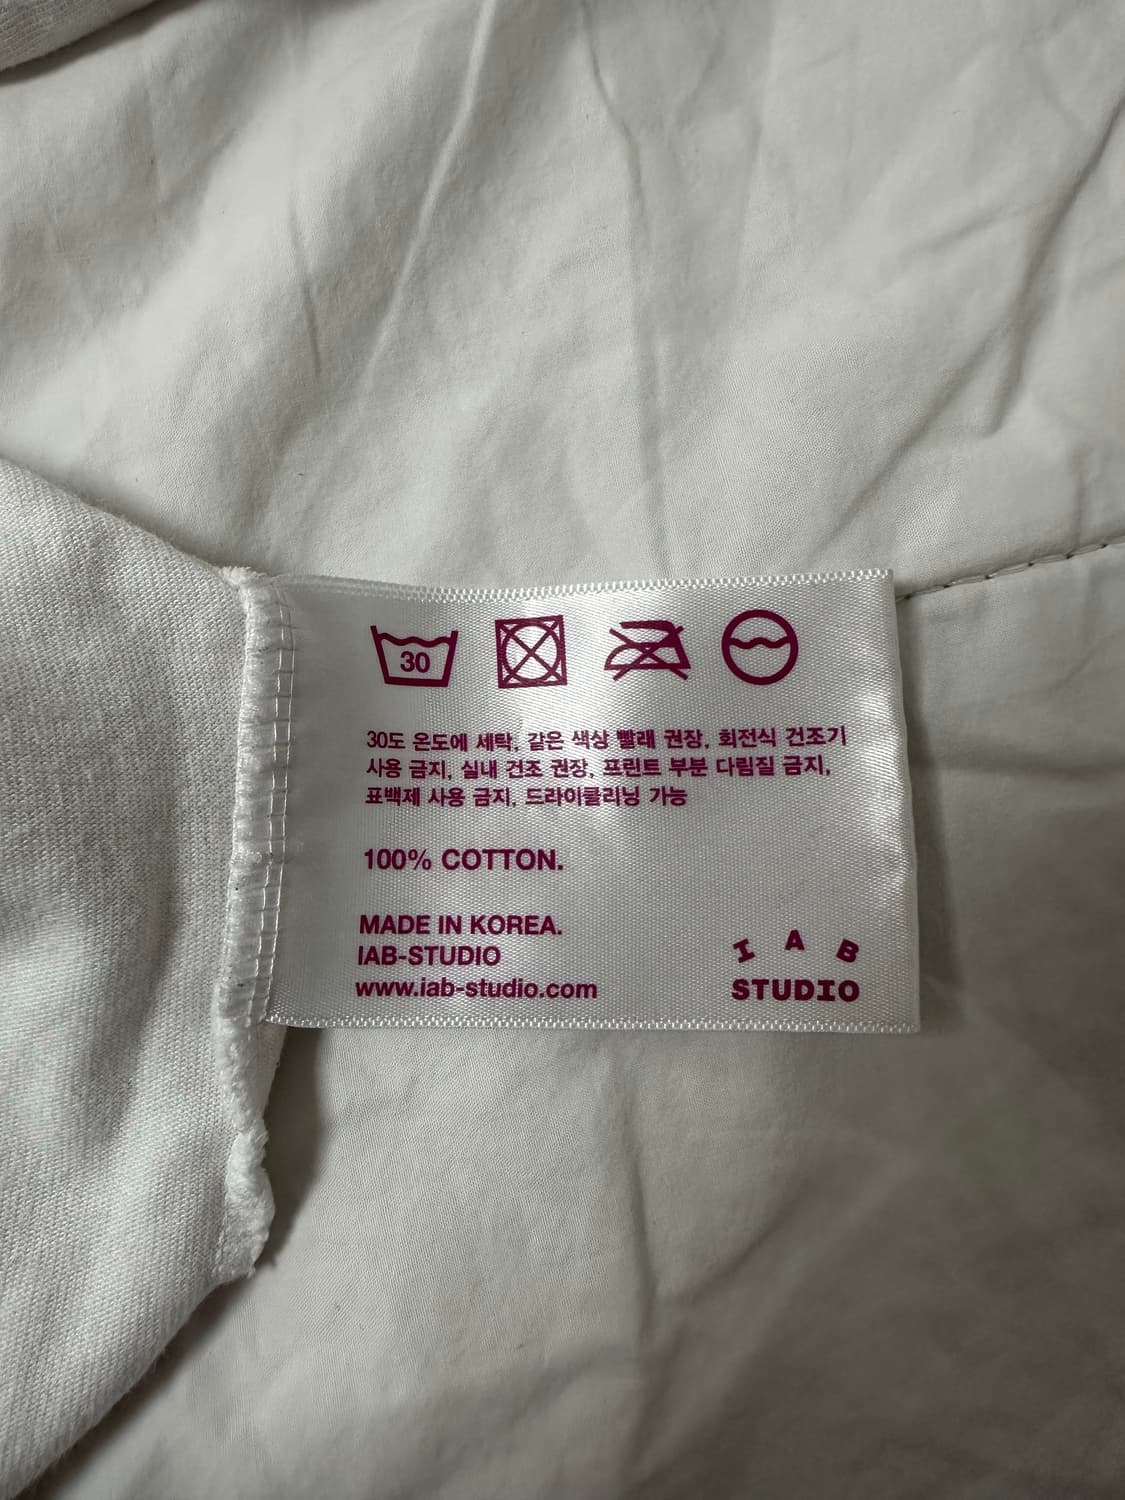 30
30도 온도에 세탁, 같은 색상 빨래 권장, 회전식 건조기
사용 금지, 실내 건조 권장, 프린트 부분 다림질 금지,
표백제 사용 금지, 드라이클리닝 가능
100% COTTON.
MADE IN KOREA.
IAB-STUDIO
www.iab-studio.com
I A B
STUDIO